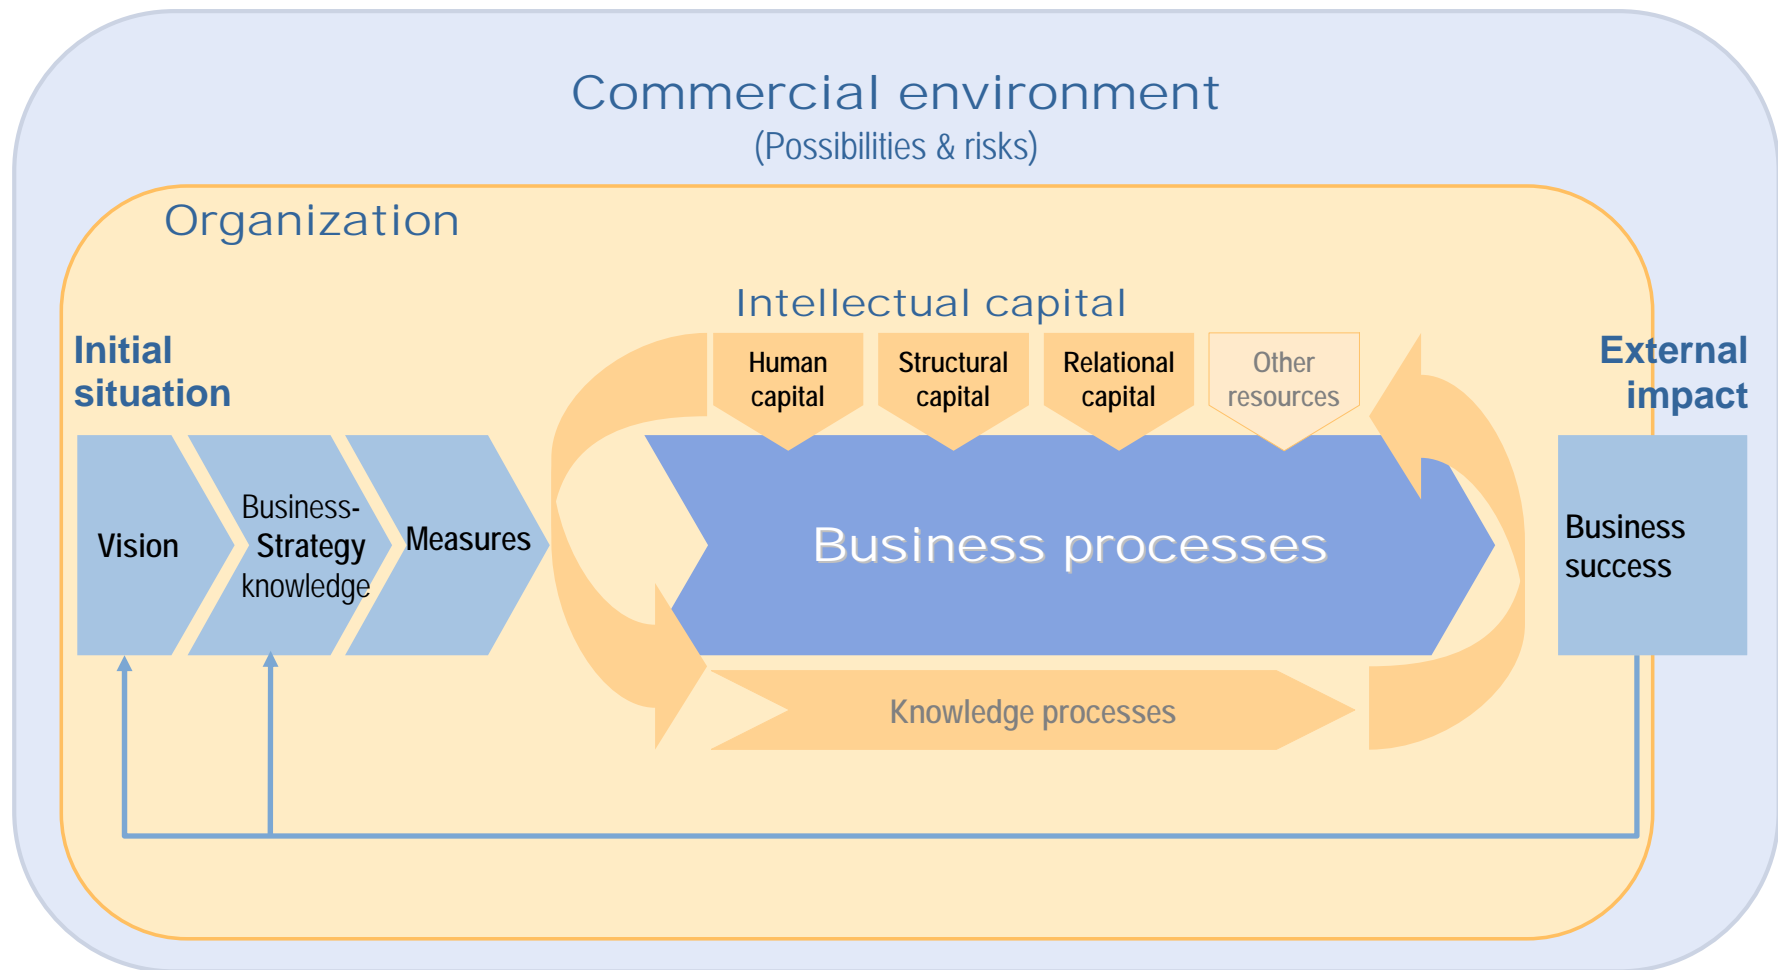 Commercial environment
(Possibilities & risks)
Organization
Intellectual capital
Initial
situation
Human
capital
Structural
capital
Relational
capital
Other
resources
External
impact
Vision
Business-
Strategy
knowledge
Measures
Business processes
Business
success
Knowledge processes